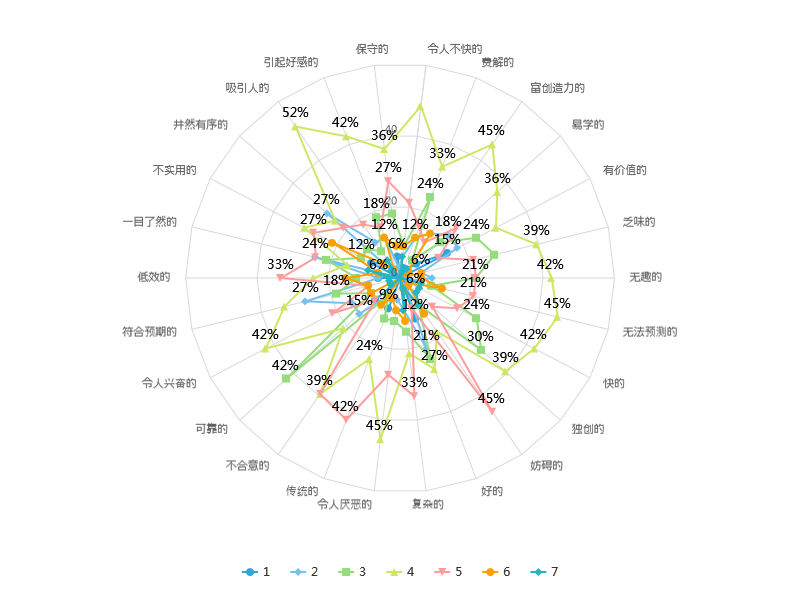 保守的 令人不快的
引起好感的 费解的
吸引人的 富创造力的
52%
42% 45%
井然有序的 40 易学的
36%
33%
不实用的 27% 有价值的
24% 36%
27% 18% 20
一目了然的 27% 12% 12% 18% 24% 乏味的
24% 12% 6% 15% 39%
33% 6% 6% 21% 42%
低效的 18% 0 6% 21% 无趣的
27% 15% 9% 12% 24% 45%
符合预期的 42% 24% 21% 30% 42% 无法预测的
42% 27% 39%
令人兴奋的 39% 33% 快的
42% 45%
可靠的 45% 独创的
不合意的 妨碍的
传统的 好的
令人厌恶的 复杂的
1 2 3 4 5 6 7